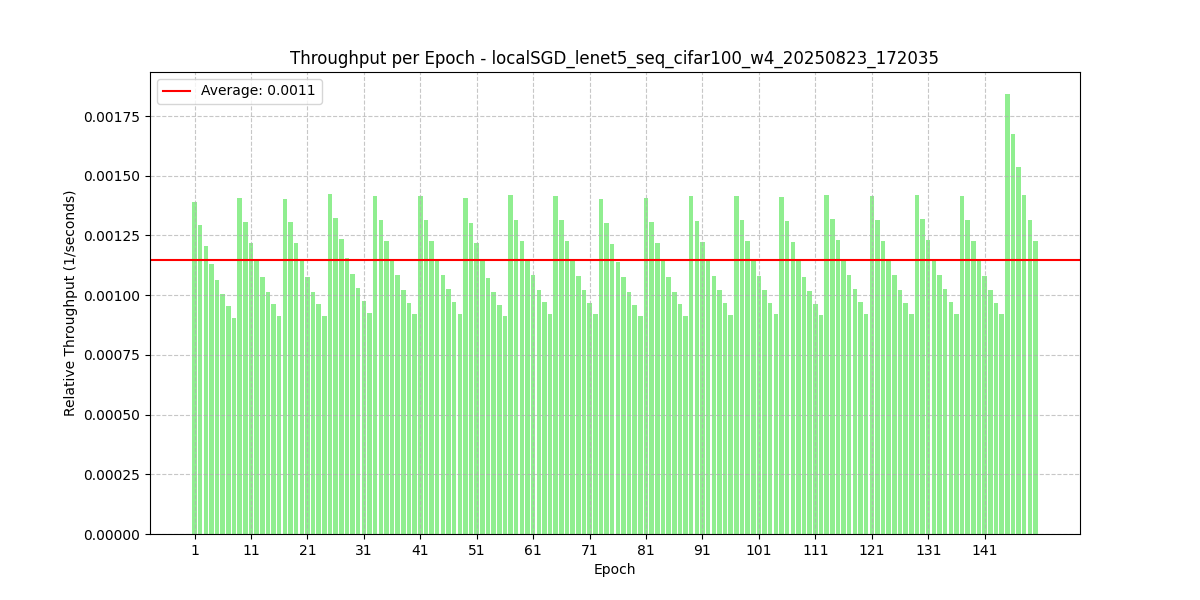 Throughput per Epoch - localSGD_lenet5_seq_cifar100_w4_20250823_172035
Average: 0.0011
Relative Throughput (1/seconds)
0.00175
0.00150
0.00125
0.00100
0.00075
0.00050
0.00025
0.00000
1 11 21 31 41 51 61 71 81 91 101 111 121 131 141
Epoch